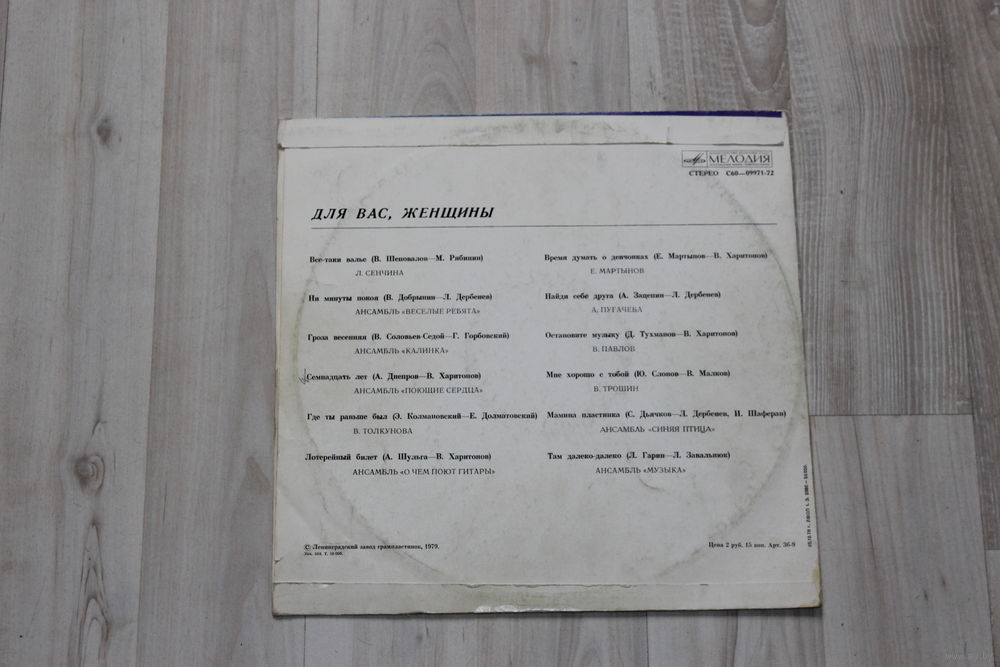 МЕЛОДИЯ
СТЕРЕО С60—09971-72
ДЛЯ ВАС, ЖЕНЩИНЫ
Все-таки вальс (В. Шеповалов—М. Рябинин)
Л. СЕНЧИНА
Ни минуты покоя (В. Добрынин—Л. Дербенев)
АНСАМБЛЬ «ВЕСЕЛЫЕ РЕБЯТА»
Гроза весенняя (В. Соловьев-Седой—Г. Горбовский)
АНСАМБЛЬ «КАЛИНКА»
Семнадцать лет (А. Днепров—В. Харитонов)
АНСАМБЛЬ «ПОЮЩИЕ СЕРДЦА»
Где ты раньше был (Э. Колмановский—Е. Долматовский)
В. ТОЛКУНОВА
Лотерейный билет (А. Шульга—В. Харитонов)
АНСАМБЛЬ «О ЧЕМ ПОЮТ ГИТАРЫ»
Время думать о девчонках (Е. Мартынов—В. Харитонов)
Е. МАРТЫНОВ
Найди себе друга (А. Зацепин—Л. Дербенев)
А. ПУГАЧЕВА
Остановите музыку (Д. Тухманов—В. Харитонов)
В. ПАВЛОВ
Мне хорошо с тобой (Ю. Слонов—В. Малков)
В. ТРОШИН
Мамина пластинка (С. Дьячков—Л. Дербенев, И. Шаферан)
АНСАМБЛЬ «СИНЯЯ ПТИЦА»
Там далеко-далеко (Л. Гарин—Л. Завальнюк)
АНСАМБЛЬ «МУЗЫКА»
© Ленинградский завод грампластинок, 1979.
Цена 2 руб. 15 коп. Арт. 36-9